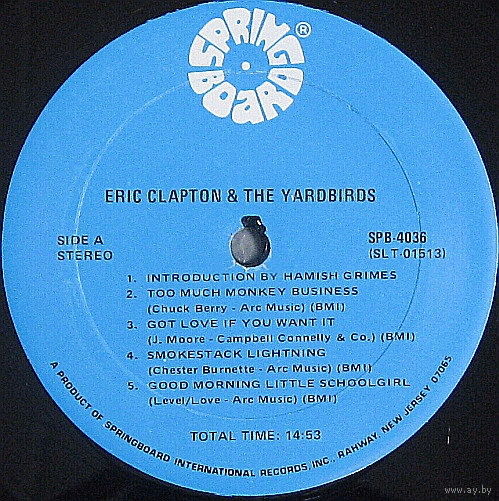 SPRINGBOARD ®
ERIC CLAPTON & THE YARDBIRDS
SIDE A
STEREO
SPB-4036
(SLT-01513)
1. INTRODUCTION BY HAMISH GRIMES
2. TOO MUCH MONKEY BUSINESS
(Chuck Berry - Arc Music) (BMI)
3. GOT LOVE IF YOU WANT IT
(J. Moore - Campbell Connelly & Co.) (BMI)
4. SMOKESTACK LIGHTNING
(Chester Burnette - Arc Music) (BMI)
5. GOOD MORNING LITTLE SCHOOLGIRL
(Level/Love - Arc Music) (BMI)
TOTAL TIME: 14:53
A PRODUCT OF SPRINGBOARD INTERNATIONAL RECORDS INC., RAHWAY, NEW JERSEY 07065
www.ay.by